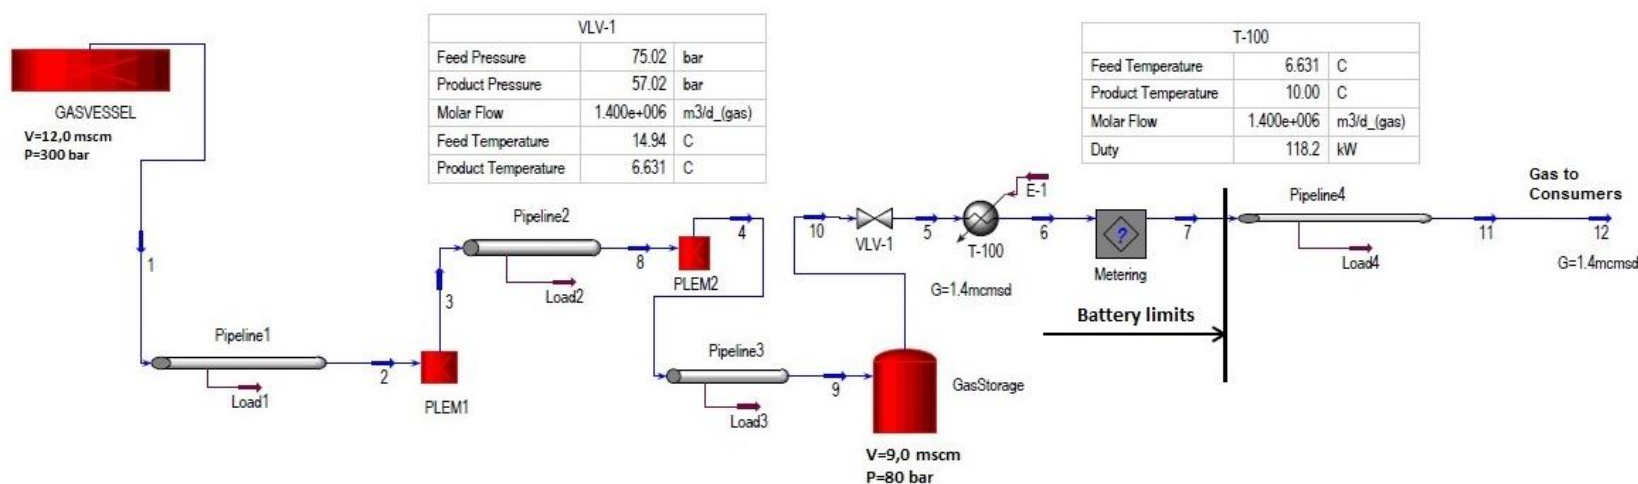 VLV-1
Feed Pressure 75.02 bar
Product Pressure 57.02 bar
Molar Flow 1.400e+006 m3/d_(gas)
Feed Temperature 14.94 C
Product Temperature 6.631 C
T-100
Feed Temperature 6.631 C
Product Temperature 10.00 C
Molar Flow 1.400e+006 m3/d_(gas)
Duty 118.2 kW
GASVESSEL
V=12,0 mscm
P=300 bar
1
Pipeline1
Load1
2
PLEM1
3
Pipeline2
Load2
8
PLEM2
4
Pipeline3
Load3
9
GasStorage
V=9,0 mscm
P=80 bar
10
VLV-1
5
E-1
T-100
G=1.4mcmsd
6
Metering
7
Battery limits
Pipeline4
Load4
11
Gas to
Consumers
12
G=1.4mcmsd